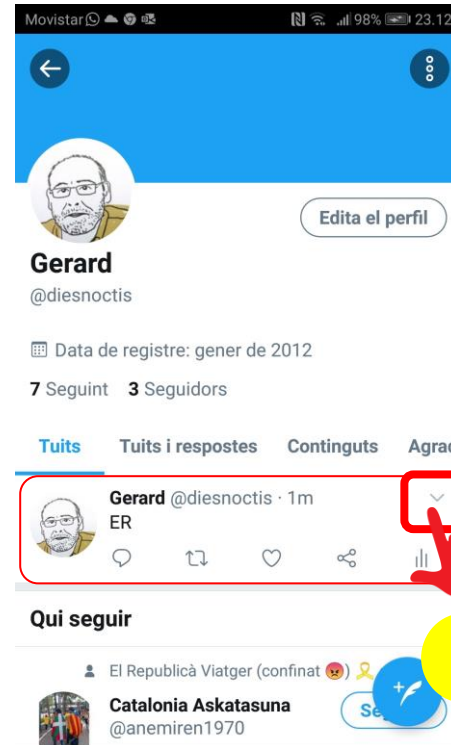 Movistar 98% 23.12
Edita el perfil
Gerard
@diesnoctis
Data de registre: gener de 2012
7 Seguint 3 Seguidors
Tuits Tuits i respostes Continguts Agrad
Gerard @diesnoctis · 1m
ER
Qui seguir
El Republicà Viatger (confinat 😡) 🎗
Catalonia Askatasuna
@anemiren1970